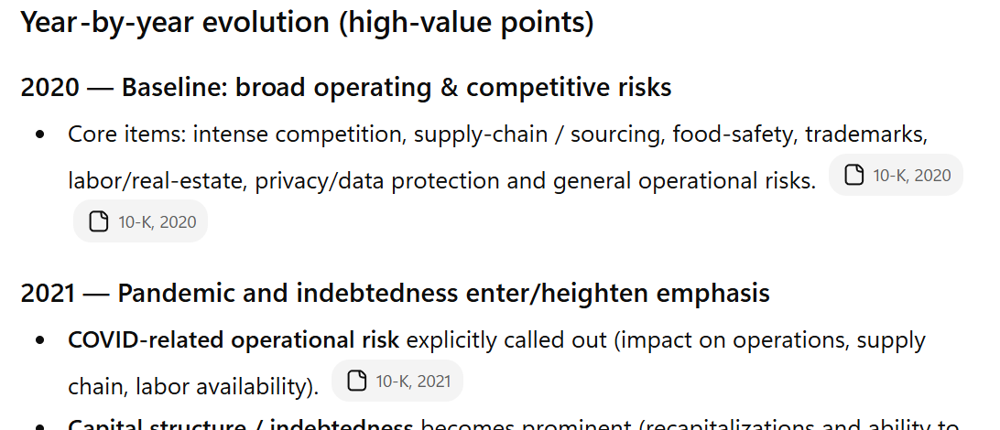 Year-by-year evolution (high-value points)
2020 — Baseline: broad operating & competitive risks
Core items: intense competition, supply-chain / sourcing, food-safety, trademarks,
labor/real-estate, privacy/data protection and general operational risks. 10-K, 2020
10-K, 2020
2021 — Pandemic and indebtedness enter/heighten emphasis
COVID-related operational risk explicitly called out (impact on operations, supply
chain, labor availability). 10-K, 2021
Capital structure / indebtedness becomes prominent (recapitalizations and ability to